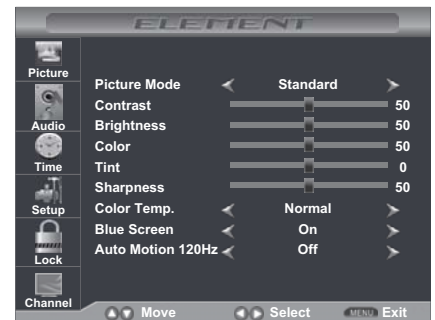 ELEMENT
Picture
Audio
Time
Setup
Lock
Channel
Picture Mode Standard
Contrast 50
Brightness 50
Color 50
Tint 0
Sharpness 50
Color Temp. Normal
Blue Screen On
Auto Motion 120Hz Off
Move Select MENU Exit